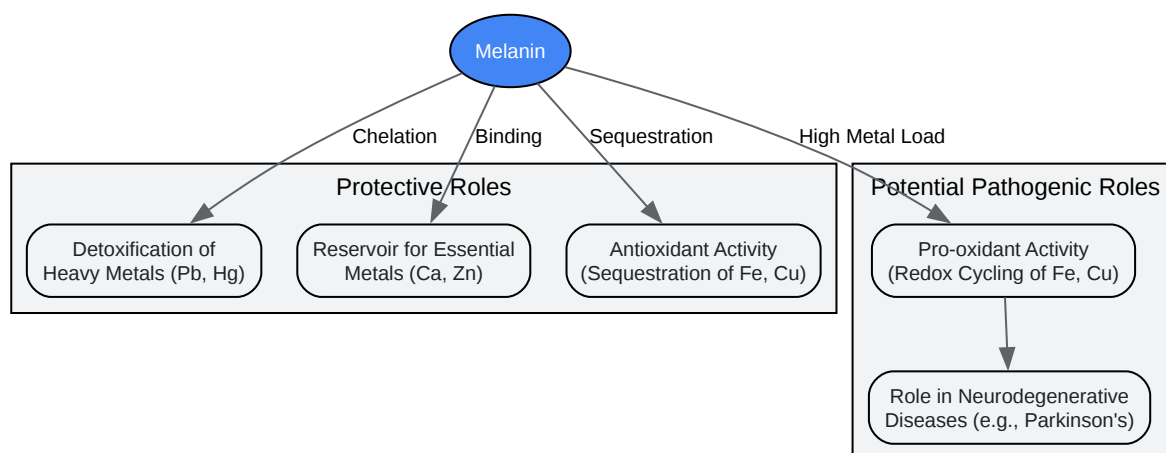 Melanin
Chelation
Binding
Sequestration
High Metal Load
Protective Roles
Potential Pathogenic Roles
Detoxification of
Heavy Metals (Pb, Hg)
Reservoir for Essential
Metals (Ca, Zn)
Antioxidant Activity
(Sequestration of Fe, Cu)
Pro-oxidant Activity
(Redox Cycling of Fe, Cu)
Role in Neurodegenerative
Diseases (e.g., Parkinson's)